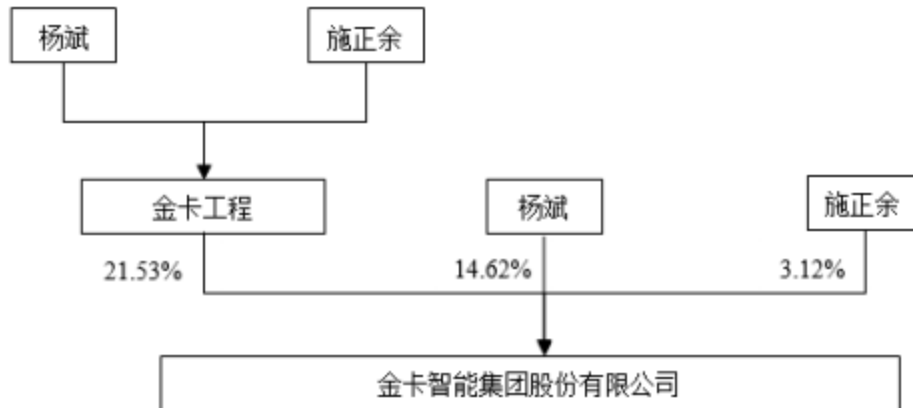 杨斌
施正余
金卡工程
杨斌
施正余
21.53%
14.62%
3.12%
金卡智能集团股份有限公司